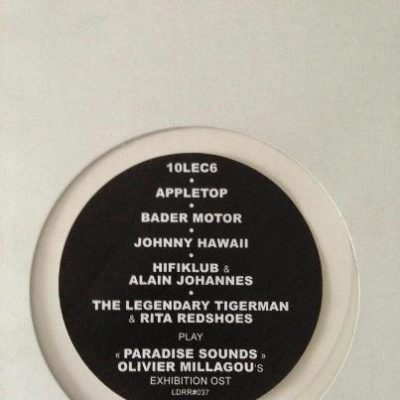 10LEC6
•
APPLETOP
•
BADER MOTOR
•
JOHNNY HAWAII
•
HIFIKLUB &
ALAIN JOHANNES
•
THE LEGENDARY TIGERMAN
& RITA REDSHOES
PLAY
« PARADISE SOUNDS »
OLIVIER MILLAGOU'S
EXHIBITION OST
LDRR#037